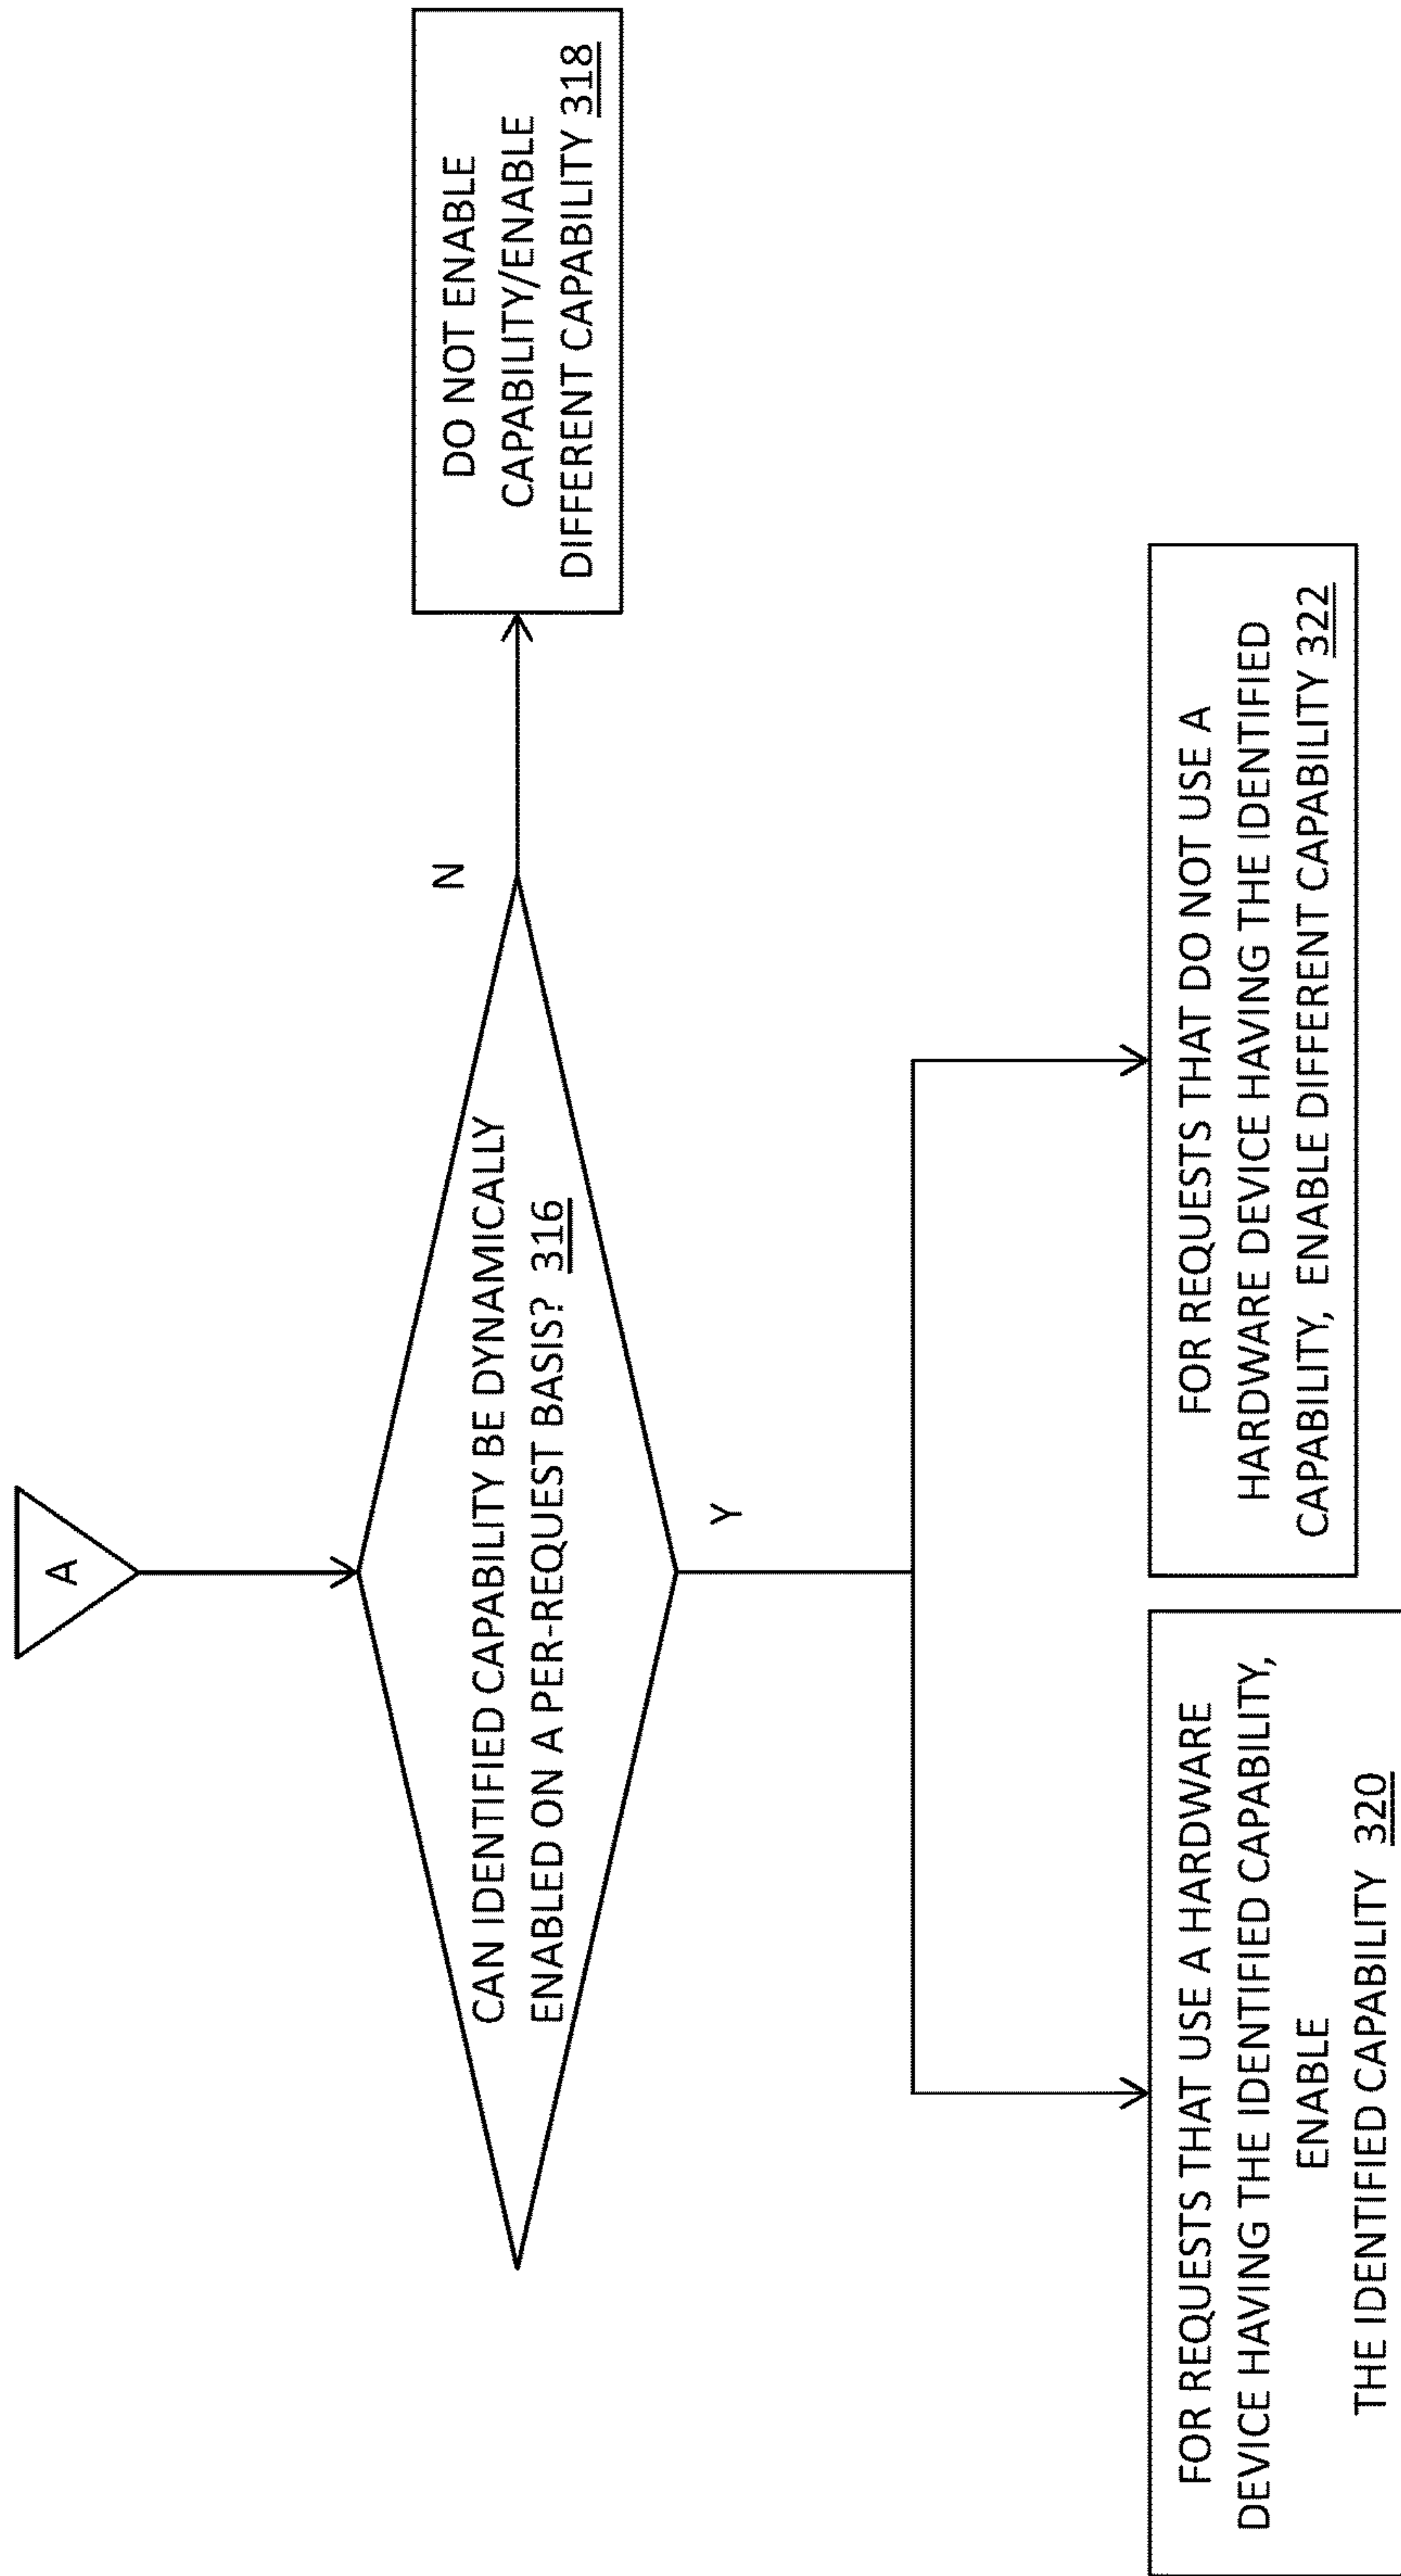 A
CAN IDENTIFIED CAPABILITY BE DYNAMICALLY
ENABLED ON A PER-REQUEST BASIS? 316
N
DO NOT ENABLE
CAPABILITY/ENABLE
DIFFERENT CAPABILITY 318
Y
FOR REQUESTS THAT USE A HARDWARE
DEVICE HAVING THE IDENTIFIED CAPABILITY,
ENABLE
THE IDENTIFIED CAPABILITY 320
FOR REQUESTS THAT DO NOT USE A
HARDWARE DEVICE HAVING THE IDENTIFIED
CAPABILITY, ENABLE DIFFERENT CAPABILITY 322